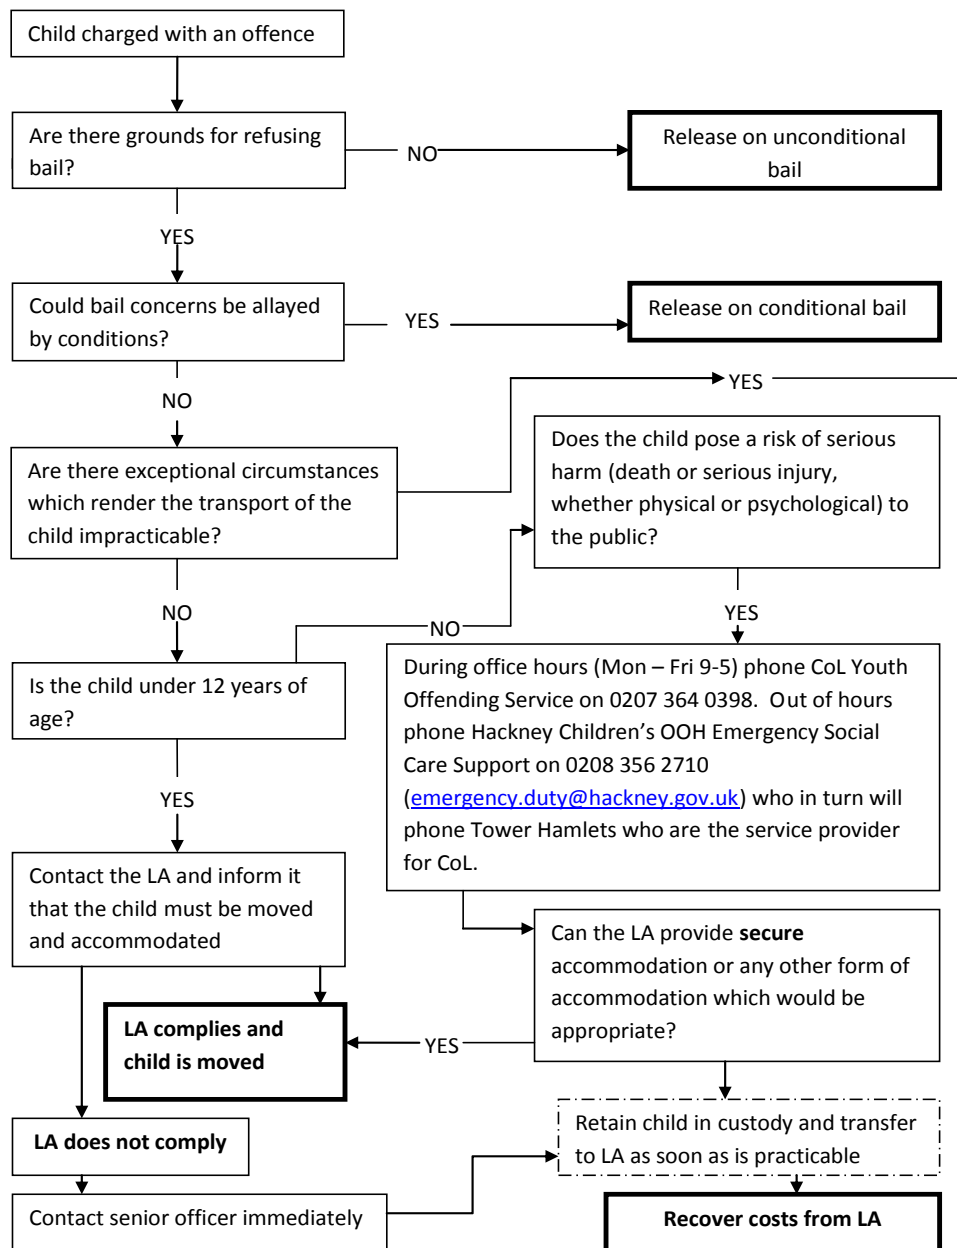 Child charged with an offence
Are there grounds for refusing
bail?
NO
Release on unconditional
bail
YES
Could bail concerns be allayed
by conditions?
YES
Release on conditional bail
NO
YES
Are there exceptional circumstances
which render the transport of the
child impracticable?
Does the child pose a risk of serious
harm (death or serious injury,
whether physical or psychological) to
the public?
NO
NO
YES
Is the child under 12 years of
age?
During office hours (Mon – Fri 9-5) phone CoL Youth
Offending Service on 0207 364 0398.  Out of hours
phone Hackney Children's OOH Emergency Social
Care Support on 0208 356 2710
(emergency.duty@hackney.gov.uk) who in turn will
phone Tower Hamlets who are the service provider
for CoL.
YES
Contact the LA and inform it
that the child must be moved
and accommodated
Can the LA provide secure
accommodation or any other form of
accommodation which would be
appropriate?
LA complies and
child is moved
YES
LA does not comply
Retain child in custody and transfer
to LA as soon as is practicable
Contact senior officer immediately
Recover costs from LA